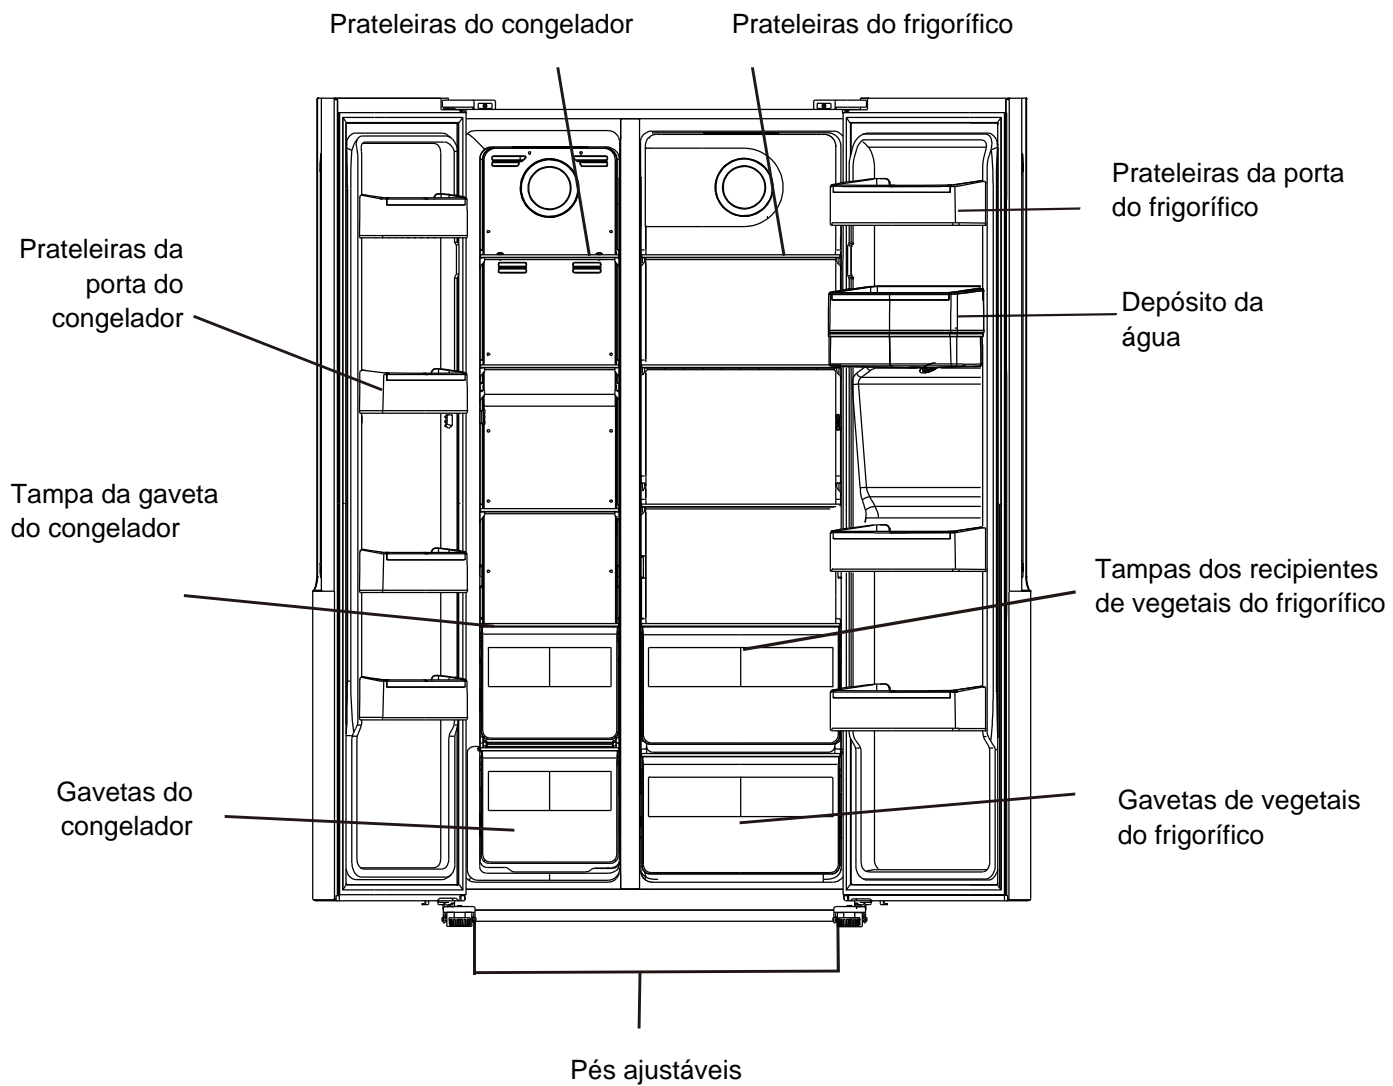 Prateleiras do congelador
Prateleiras do frigorífico
Prateleiras da porta
do frigorífico
Prateleiras da
porta do
congelador
Depósito da
água
Tampa da gaveta
do congelador
Tampas dos recipientes
de vegetais do frigorífico
Gavetas do
congelador
Gavetas de vegetais
do frigorífico
Pés ajustáveis